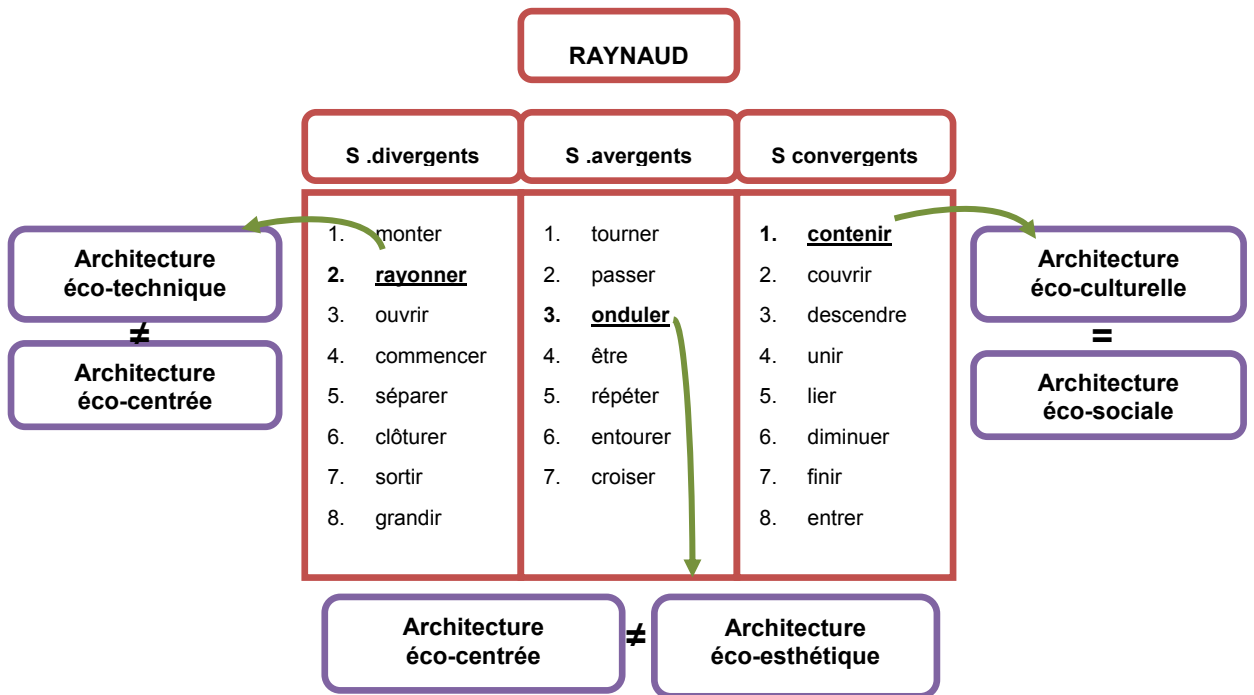 RAYNAUD
S .divergents
S .avergents
S convergents
1. monter
2. rayonner
3. ouvrir
4. commencer
5. séparer
6. clôturer
7. sortir
8. grandir
1. tourner
2. passer
3. onduler
4. être
5. répéter
6. entourer
7. croiser
1. contenir
2. couvrir
3. descendre
4. unir
5. lier
6. diminuer
7. finir
8. entrer
Architecture
éco-technique
≠
Architecture
éco-centrée
Architecture
éco-culturelle
=
Architecture
éco-sociale
Architecture
éco-centrée
≠
Architecture
éco-esthétique